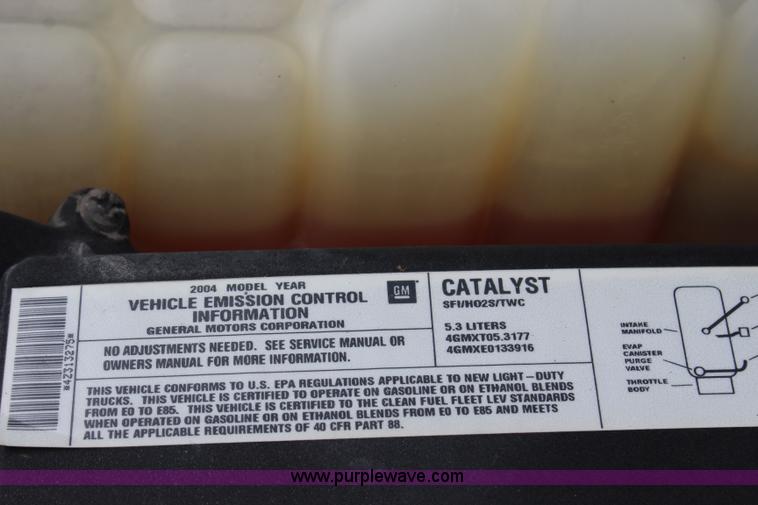 2004 MODEL YEAR
VEHICLE EMISSION CONTROL
INFORMATION
GENERAL MOTORS CORPORATION
GM
NO ADJUSTMENTS NEEDED. SEE SERVICE MANUAL OR
OWNERS MANUAL FOR MORE INFORMATION.
CATALYST
SFI/HO2S/TWC
5.3 LITERS
4GMXT05.3177
4GMXE0133916
THIS VEHICLE CONFORMS TO U.S. EPA REGULATIONS APPLICABLE TO NEW LIGHT-DUTY
TRUCKS. THIS VEHICLE IS CERTIFIED TO OPERATE ON GASOLINE OR ON ETHANOL BLENDS
FROM E0 TO E85. THIS VEHICLE IS CERTIFIED TO THE CLEAN FUEL FLEET LEV STANDARDS
WHEN OPERATED ON GASOLINE OR ON ETHANOL BLENDS FROM E0 TO E85 AND MEETS
ALL THE APPLICABLE REQUIREMENTS OF 40 CFR PART 88.
*42313275*
INTAKE
MANIFOLD
EVAP
CANISTER
PURGE
VALVE
THROTTLE
BODY
www.purplewave.com